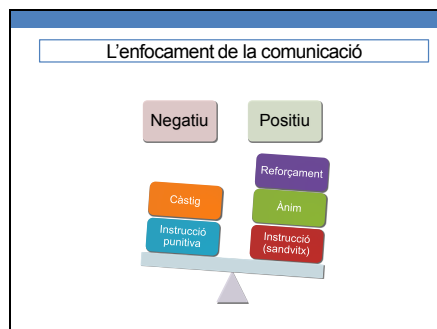 L'enfocament de la comunicació
Negatiu
Positiu
Reforçament
Càstig
Ànim
Instrucció
punitiva
Instrucció
(sandvitx)